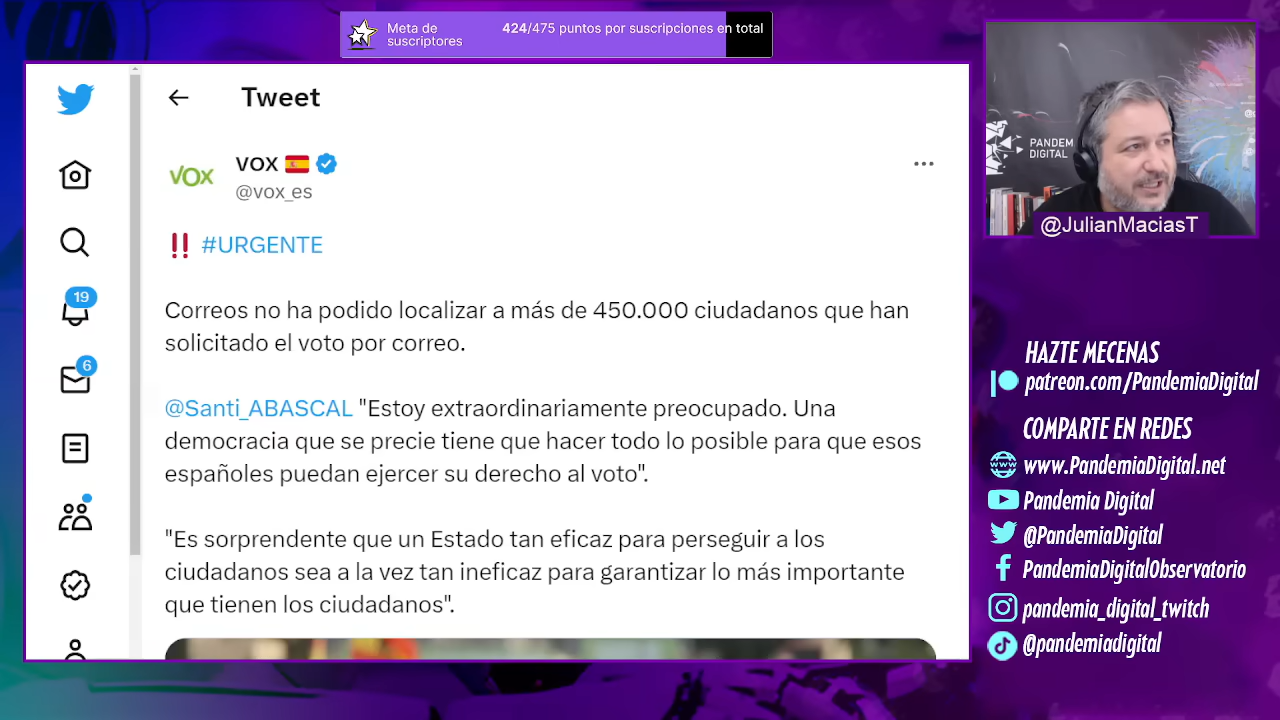 Meta de
suscriptores
424/475 puntos por suscripciones en total
Tweet
VOX
VOX
@vox_es
‼ #URGENTE
Correos no ha podido localizar a más de 450.000 ciudadanos que han
solicitado el voto por correo.
@Santi_ABASCAL "Estoy extraordinariamente preocupado. Una
democracia que se precie tiene que hacer todo lo posible para que esos
españoles puedan ejercer su derecho al voto".
"Es sorprendente que un Estado tan eficaz para perseguir a los
ciudadanos sea a la vez tan ineficaz para garantizar lo más importante
que tienen los ciudadanos".
19
6
PANDEM
DIGITAL
@JulianMaciasT
HAZTE MECENAS
patreon.com/PandemiaDigital
COMPARTE EN REDES
www
www.PandemiaDigital.net
Pandemia Digital
@PandemiaDigital
PandemiaDigitalObservatorio
pandemia_digital_twitch
@pandemiadigital